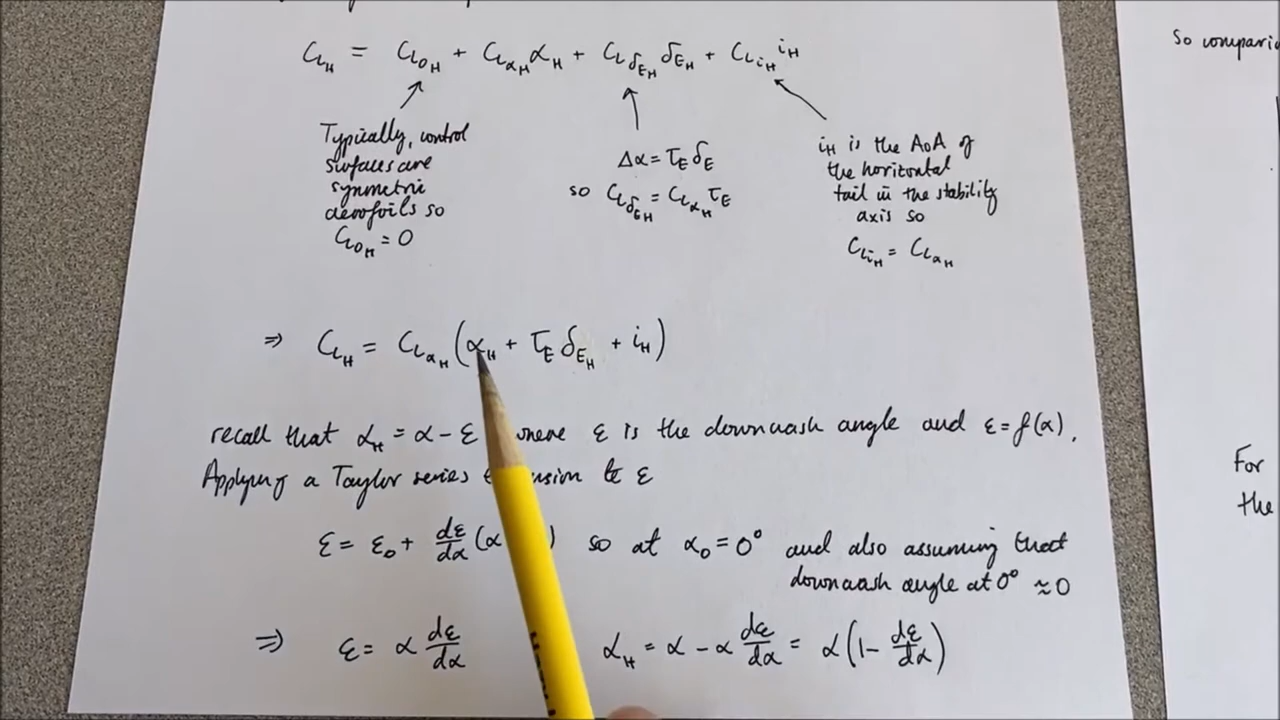 C_{L_H} = C_{L_{0_H}} + C_{L_{α_H}} α_H + C_{L_{δ_{E_H}}} δ_{E_H} + C_{L_{i_H}} i_H
Typically, control
surfaces are
symmetric
aerofoils so
C_{L_{0_H}} = 0
Δα = τ_E δ_E
so C_{L_{δ_{E_H}}} = C_{L_{α_H}} τ_E
i_H is the AoA of
the horizontal
tail in the stability
axis so
C_{L_{i_H}} = C_{L_{α_H}}
⇒ C_{L_H} = C_{L_{α_H}} (α_H + τ_E δ_{E_H} + i_H)
recall that α_H = α - ε where ε is the downwash angle and ε = f(α).
Applying a Taylor series to ε
ε = ε_0 + dε/dα (α ) so at α_0 = 0° and also assuming that
downwash angle at 0° ≈ 0
⇒ ε = α dε/dα α_H = α - α dε/dα = α(1 - dε/dα)
For
the